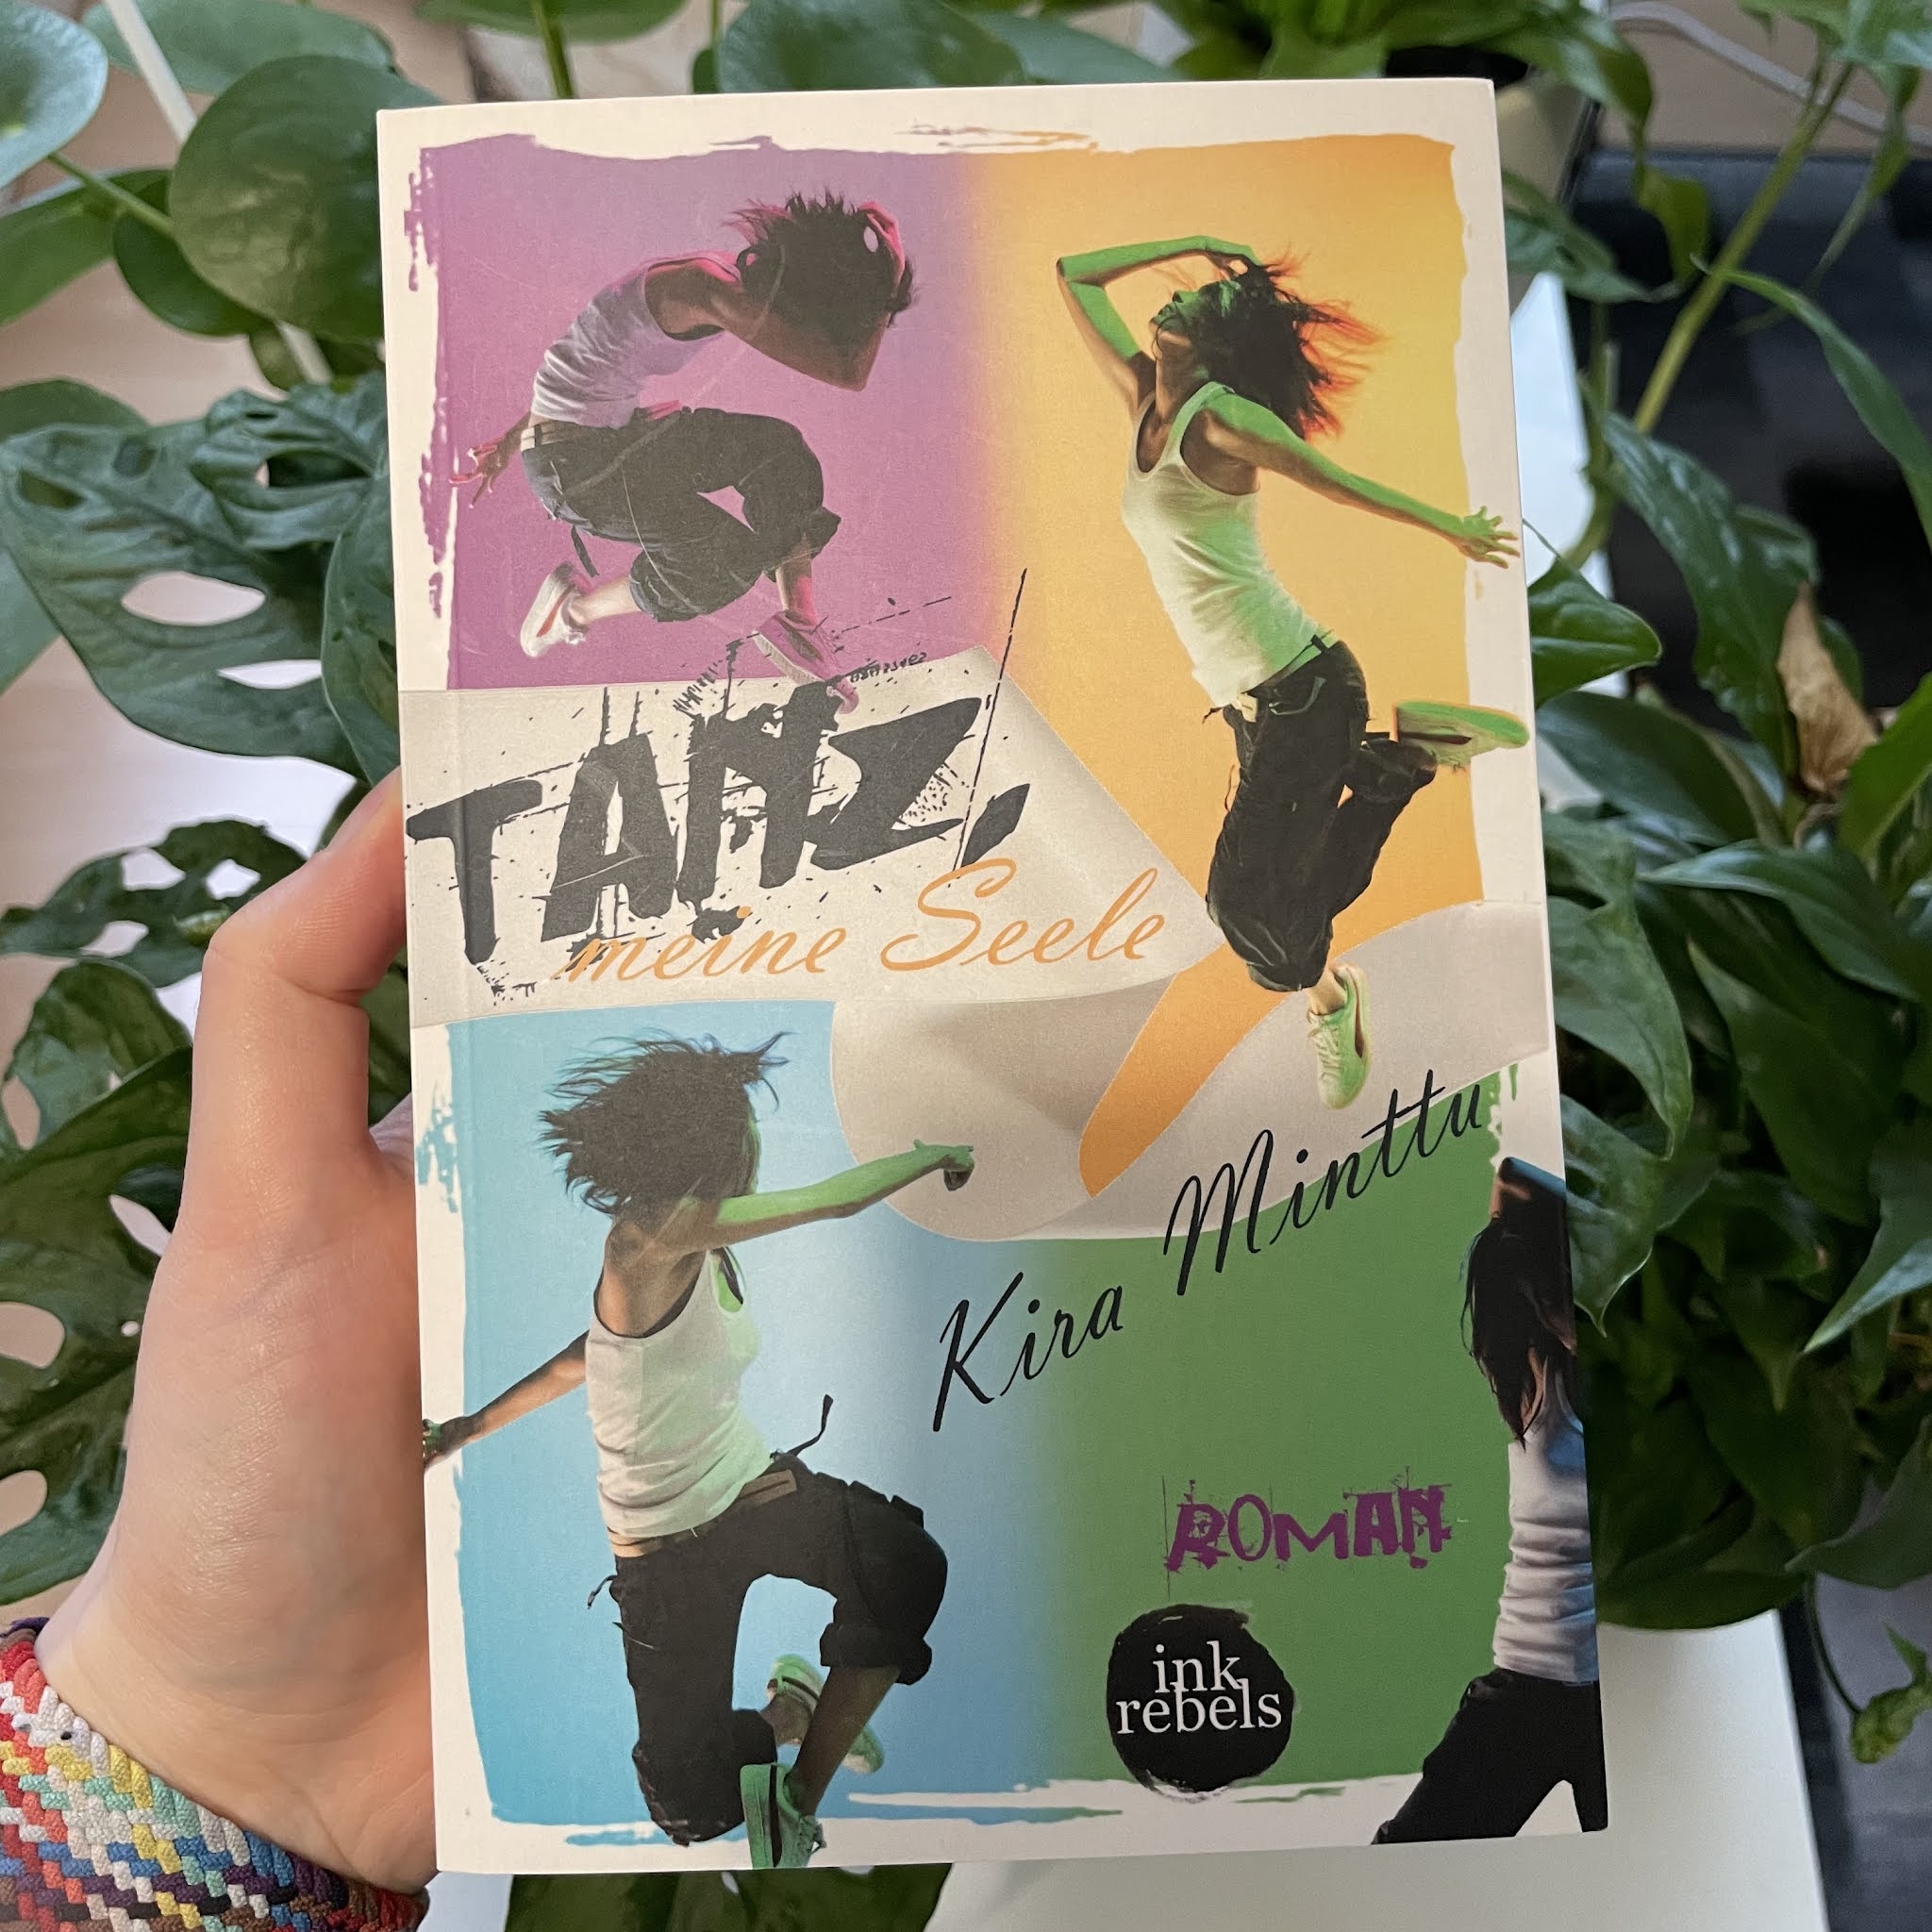 TANZ,
meine Seele
Kira Minttu
ROMAN
ink
rebels